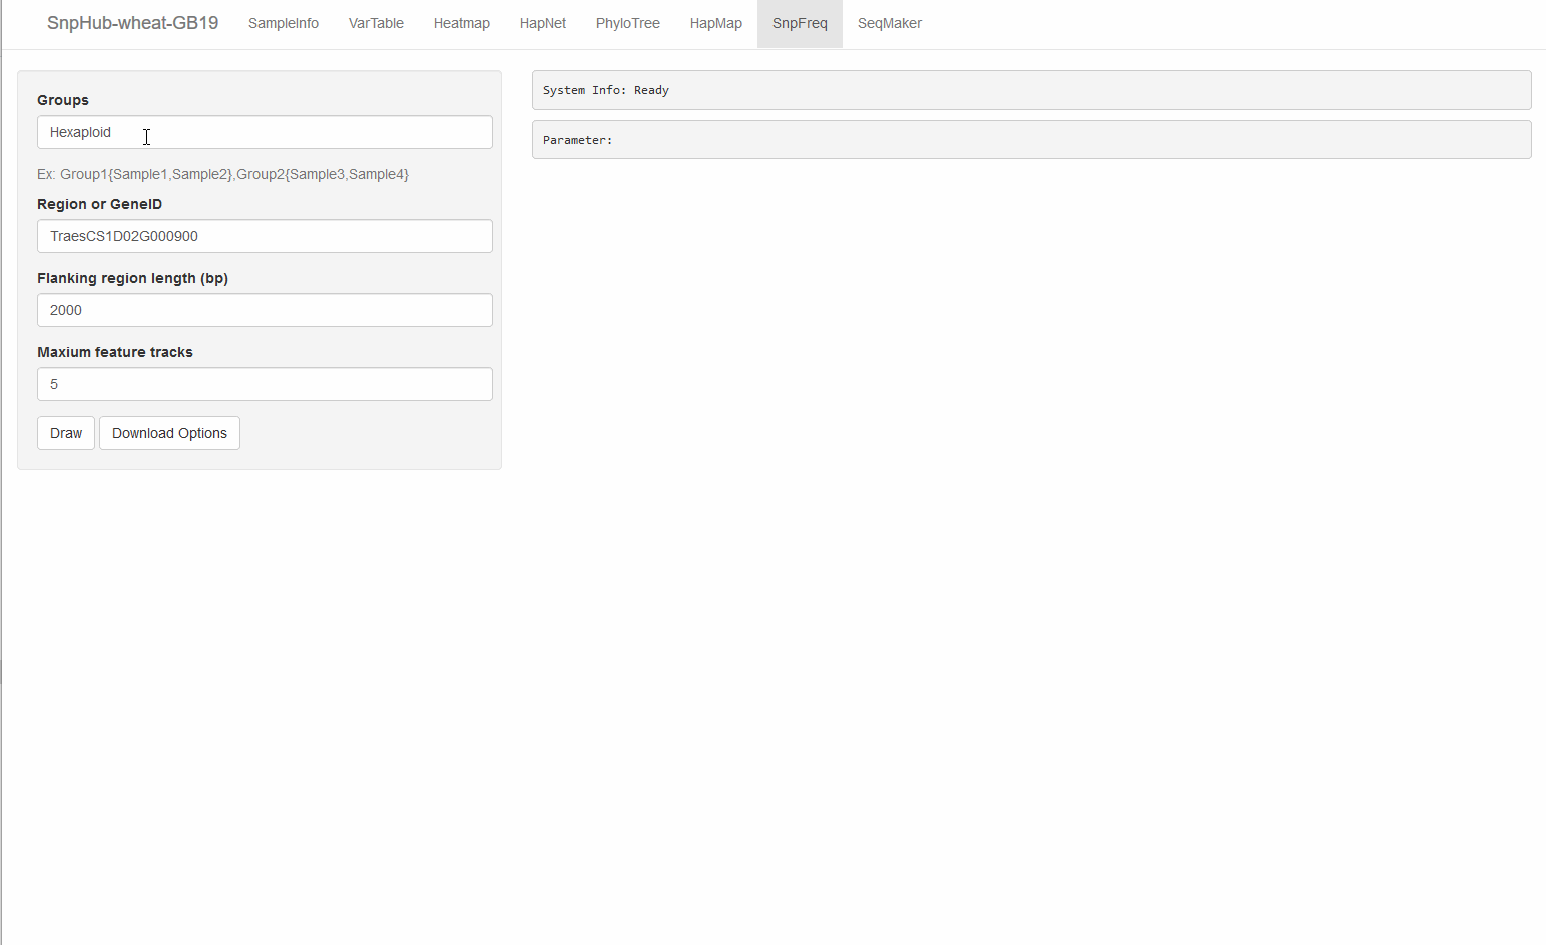 SnpHub-wheat-GB19 SampleInfo VarTable Heatmap HapNet PhyloTree HapMap SnpFreq SeqMaker
Groups
Hexaploid
Ex: Group1{Sample1,Sample2},Group2{Sample3,Sample4}
Region or GeneID
TraesCS1D02G000900
Flanking region length (bp)
2000
Maxium feature tracks
5
Draw Download Options
System Info: Ready
Parameter: